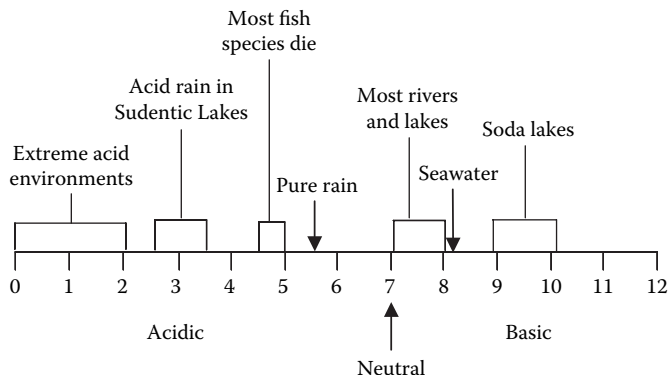 Most fish
species die
Acid rain in
Sudentic Lakes
Most rivers
and lakes
Soda lakes
Extreme acid
environments
Pure rain
Seawater
0 1 2 3 4 5 6 7 8 9 10 11 12
Acidic
Basic
Neutral